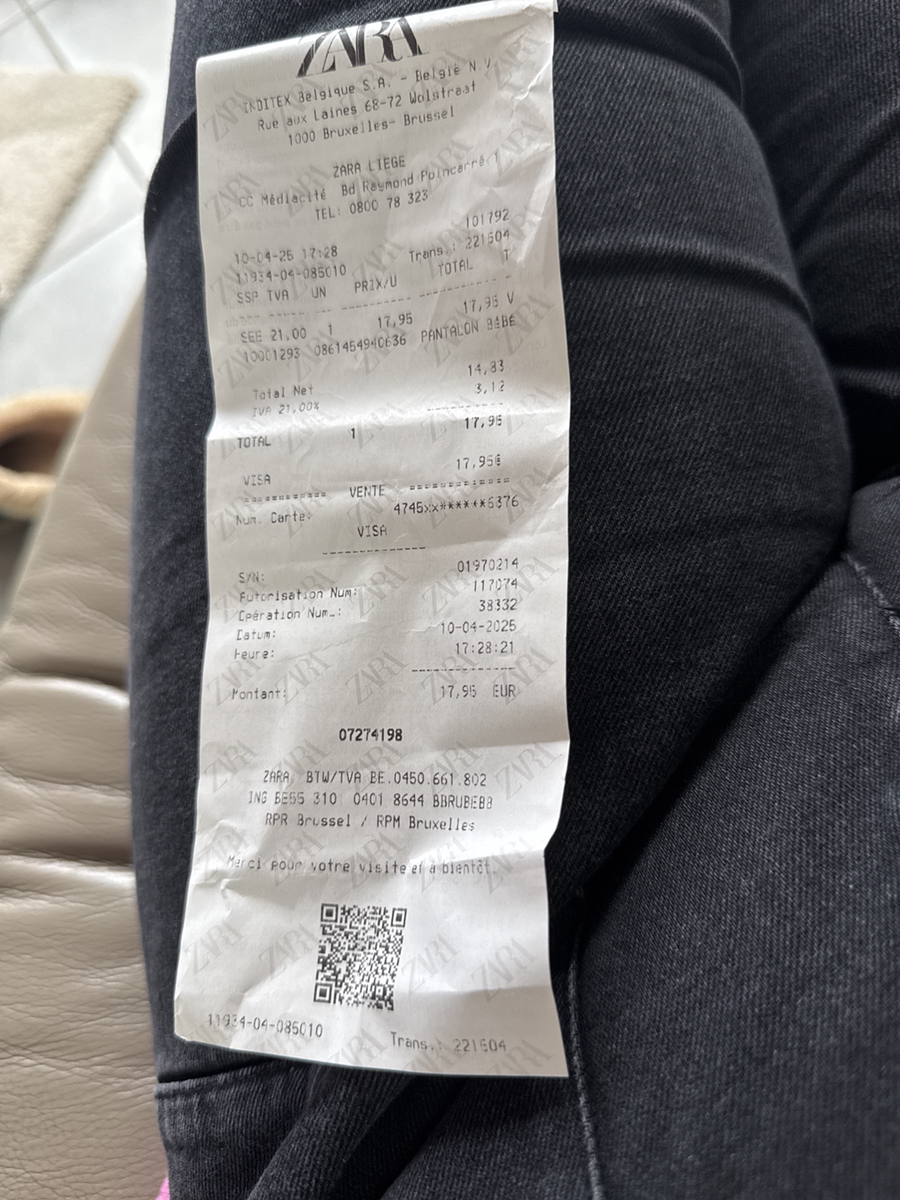 ZARA
INDITEX Belgique S.A. - België N.V.
Rue aux Laines 68-72 Wolstraat
1000 Bruxelles- Brussel
ZARA LIEGE
CC Médiacité Bd Raymond Poincarré 1
TEL: 0800 78 323
101792
10-04-25 17:28
Trans.: 221504
11934-04-085010
SSP TVA UN PRIX/U TOTAL T
SEE 21,00 1 17,95 17,95 V
10001293 PANTALON BÉBÉ
Total Net 14,83
IVA 21,00% 3,12
TOTAL 1 17,95
VISA 17,95€
=========== VENTE =============
Num. Carte: 4745xx******6376
VISA
S/N: 01970214
Autorisation Num: 117074
Opération Num.: 38332
Datum: 10-04-2025
Heure: 17:28:21
Montant: 17,95 EUR
07274198
ZARA BTW/TVA BE.0450.661.802
ING BE55 310 0401 8644 BBRUBEBB
RPR Brussel / RPM Bruxelles
Merci pour votre visite et à bientôt.
11934-04-085010
Trans.: 221504